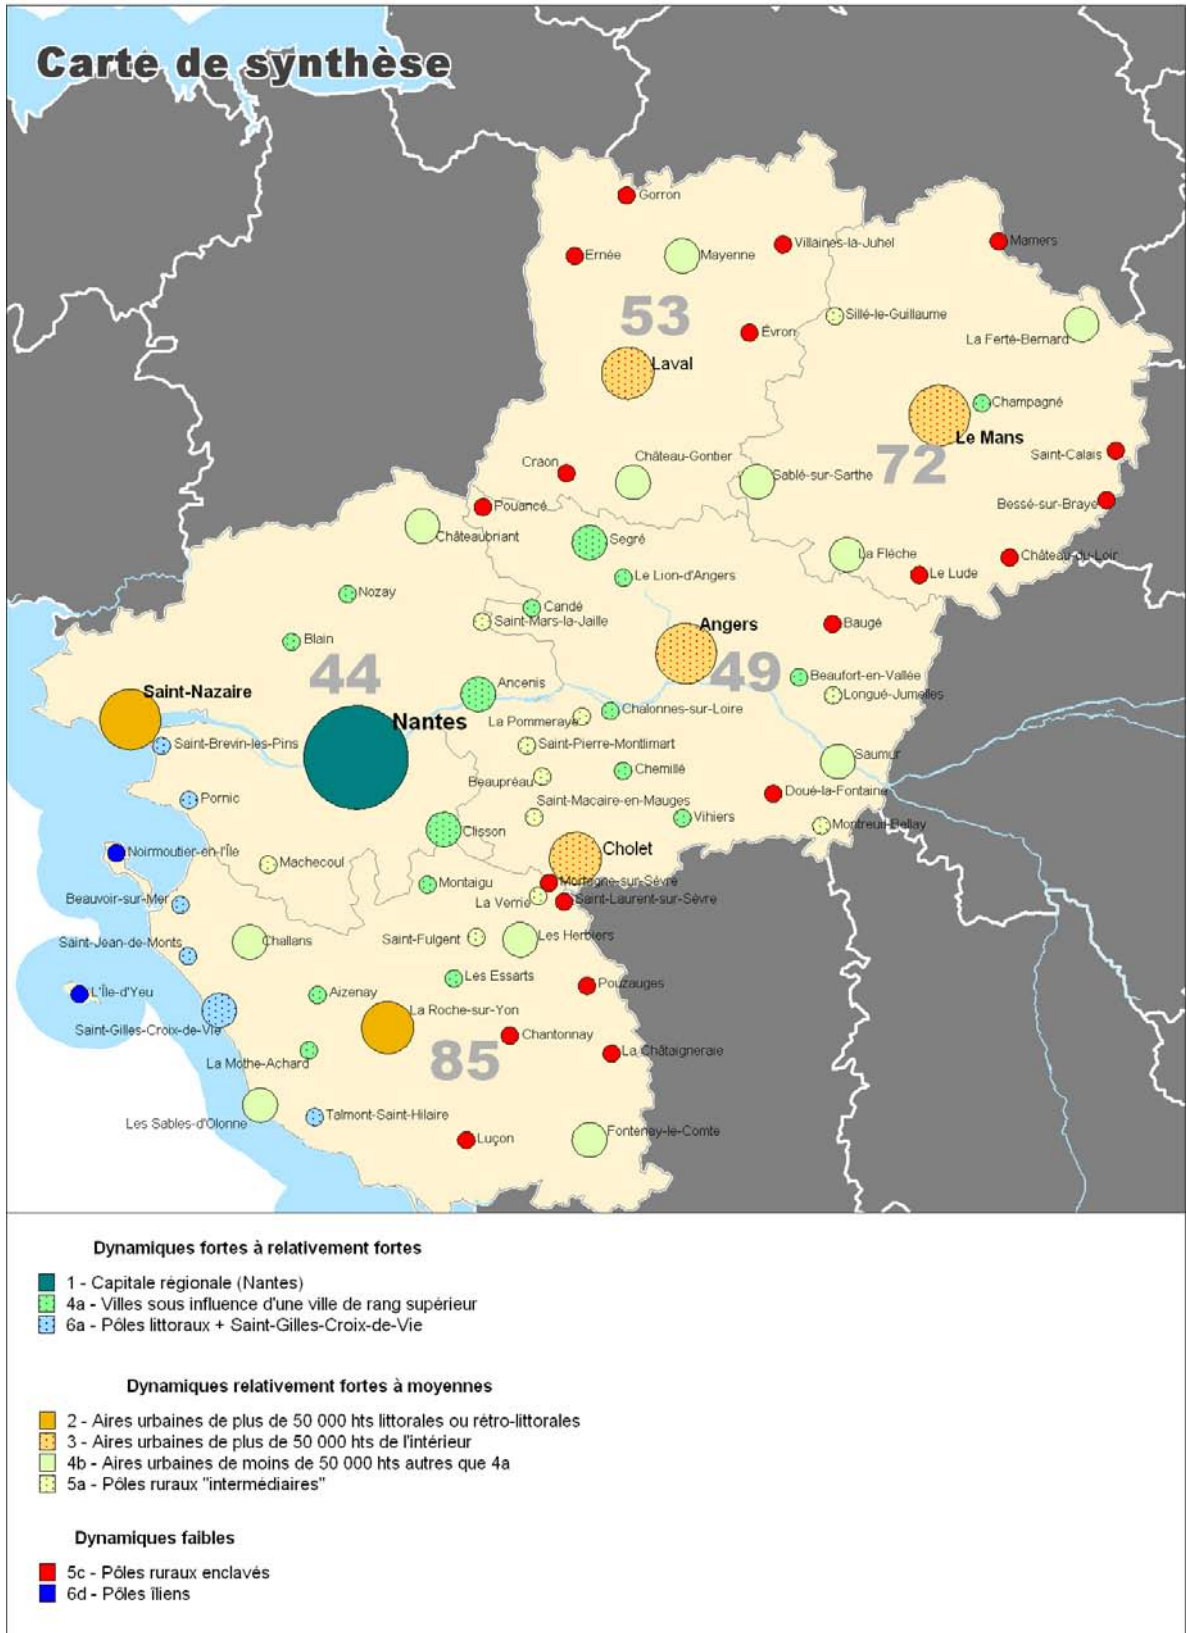 Carte de synthèse
Gorron
Villaines-la-Juhel
Mamers
Ernée
Mayenne
53
Sillé-le-Guillaume
Évron
La Ferté-Bernard
Laval
Champagné
Le Mans
Château-Gontier
72
Saint-Calais
Craon
Sablé-sur-Sarthe
Bessé-sur-Braye
Pouancé
Châteaubriant
Segré
La Flèche
Château-du-Loir
Le Lude
Le Lion-d'Angers
Nozay
Candé
Saint-Mars-la-Jaille
Angers
Baugé
Blain
44
49
Beaufort-en-Vallée
Ancenis
Saint-Nazaire
Longué-Jumelles
Chalonnes-sur-Loire
La Pommeraye
Nantes
Saint-Brevin-les-Pins
Saint-Pierre-Montlimart
Saumur
Chemillé
Beaupréau
Doué-la-Fontaine
Pornic
Saint-Macaire-en-Mauges
Vihiers
Montreuil-Bellay
Clisson
Cholet
Noirmoutier-en-l'Île
Machecoul
Montaigu
Mortagne-sur-Sèvre
Beauvoir-sur-Mer
La Verrie
Saint-Laurent-sur-Sèvre
Saint-Jean-de-Monts
Challans
Saint-Fulgent
Les Herbiers
Les Essarts
L'Île-d'Yeu
Aizenay
Pouzauges
La Roche-sur-Yon
Saint-Gilles-Croix-de-Vie
Chantonnay
85
La Châtaigneraie
La Mothe-Achard
Talmont-Saint-Hilaire
Les Sables-d'Olonne
Luçon
Fontenay-le-Comte
Dynamiques fortes à relativement fortes
1 - Capitale régionale (Nantes)
4a - Villes sous influence d'une ville de rang supérieur
6a - Pôles littoraux + Saint-Gilles-Croix-de-Vie
Dynamiques relativement fortes à moyennes
2 - Aires urbaines de plus de 50 000 hts littorales ou rétro-littorales
3 - Aires urbaines de plus de 50 000 hts de l'intérieur
4b - Aires urbaines de moins de 50 000 hts autres que 4a
5a - Pôles ruraux "intermédiaires"
Dynamiques faibles
5c - Pôles ruraux enclavés
6d - Pôles îliens